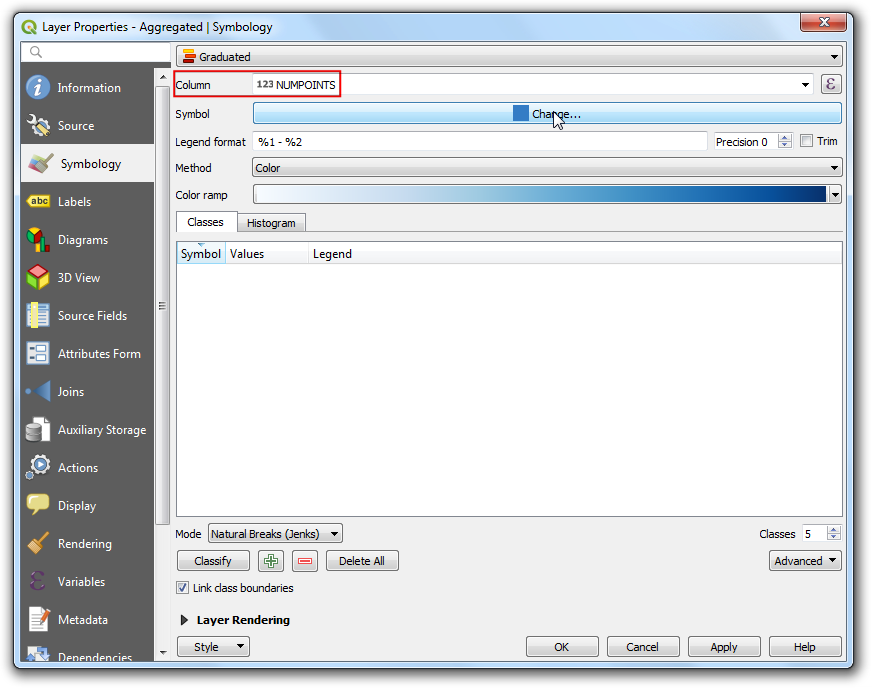 Layer Properties - Aggregated | Symbology
Graduated
Information
Column 123 NUMPOINTS ε
Source
Symbol Change...
Legend format %1 - %2 Precision 0 Trim
Symbology
Method Color
Color ramp
Labels
abc
Classes Histogram
Diagrams
Symbol Values Legend
3D View
Source Fields
Attributes Form
Joins
Auxiliary Storage
Actions
Display
Mode Natural Breaks (Jenks) Classes 5
Rendering
Classify Delete All Advanced
Variables
Link class boundaries
Metadata
Layer Rendering
Style OK Cancel Apply Help
Dependencies